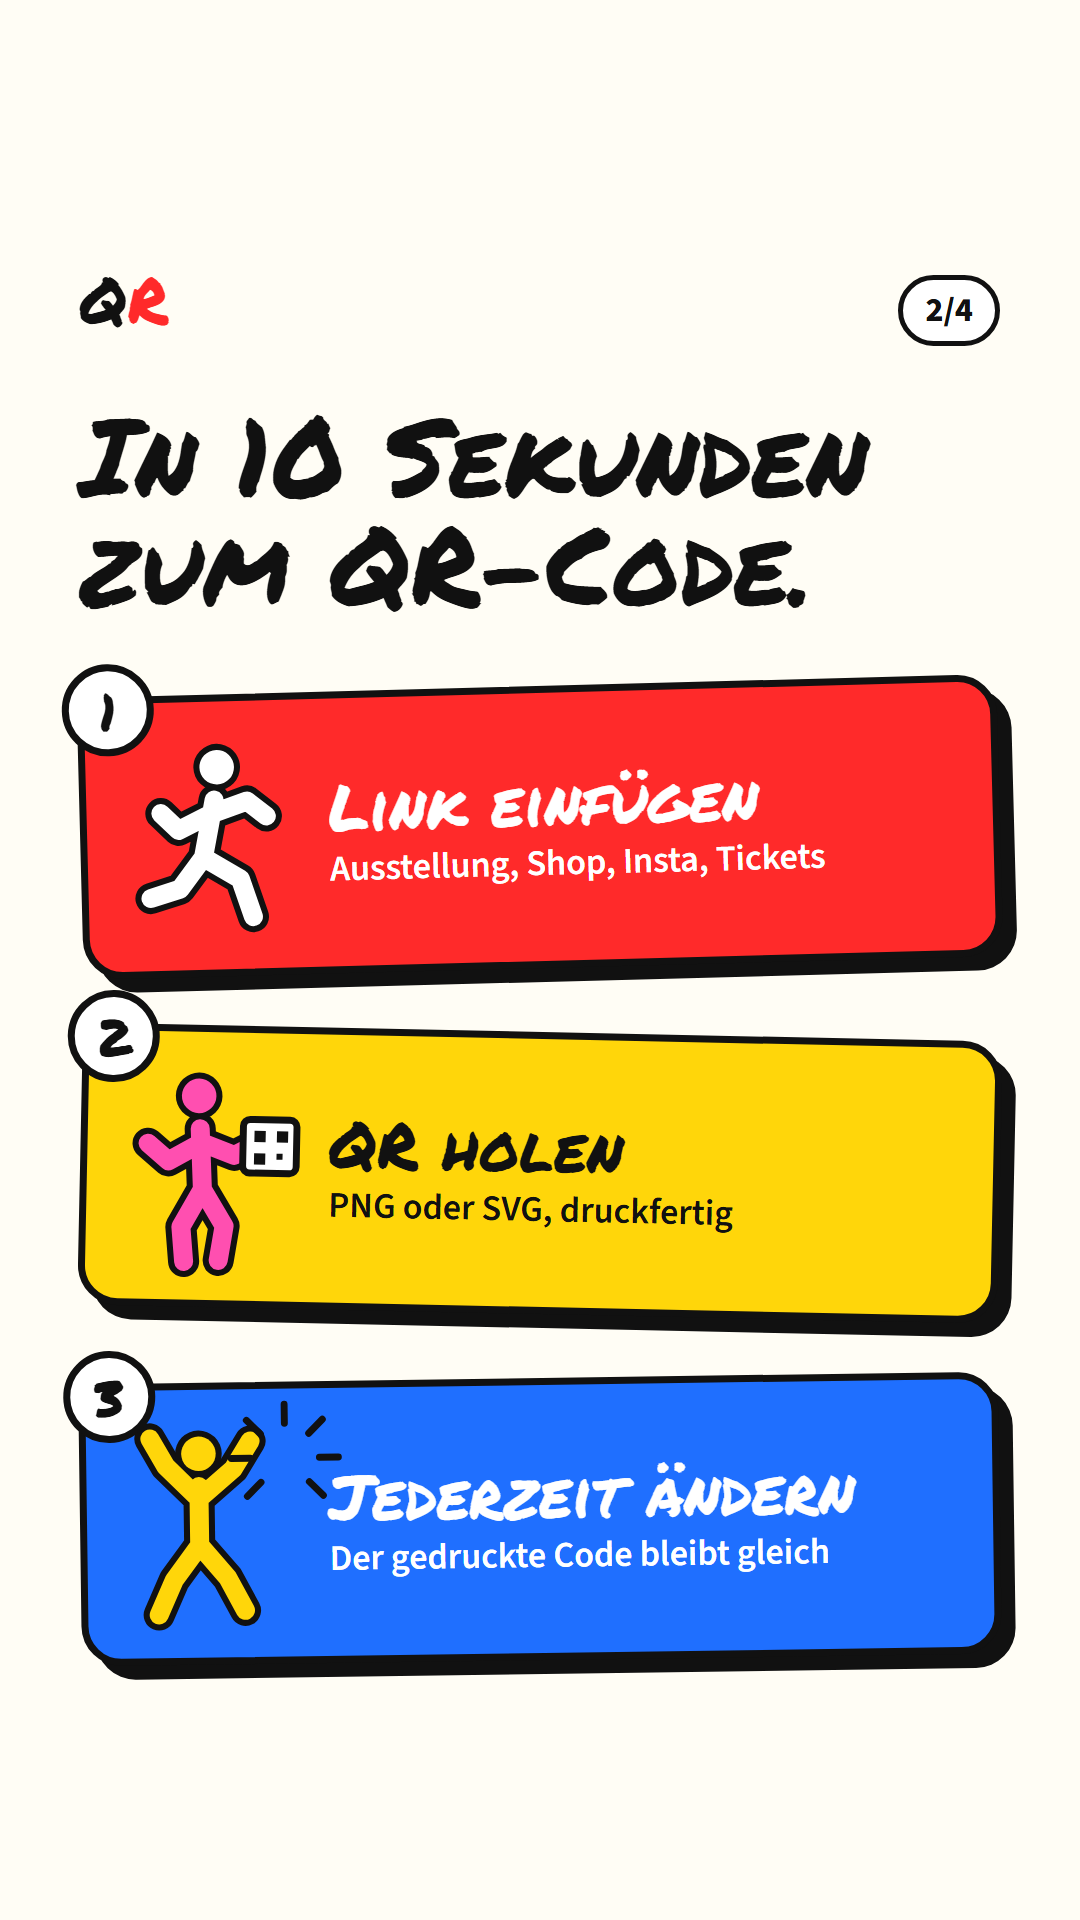 QR
2/4
In 10 Sekunden
zum QR-Code.
1
Link einfügen
Ausstellung, Shop, Insta, Tickets
2
QR holen
PNG oder SVG, druckfertig
3
Jederzeit ändern
Der gedruckte Code bleibt gleich